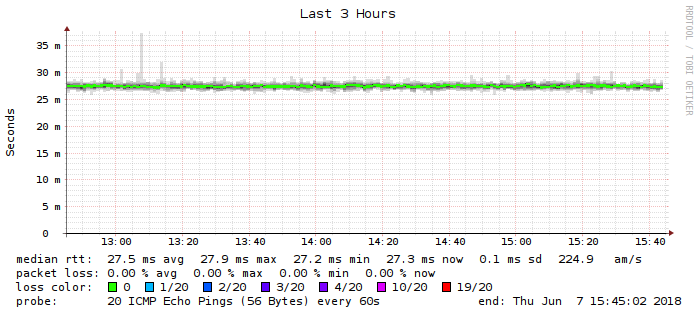 Last 3 Hours
RRDTOOL / TOBI OETIKER
Seconds
35 m
30 m
25 m
20 m
15 m
10 m
5 m
0
13:00 13:20 13:40 14:00 14:20 14:40 15:00 15:20 15:40
median rtt: 27.5 ms avg 27.9 ms max 27.2 ms min 27.3 ms now 0.1 ms sd 224.9 am/s
packet loss: 0.00 % avg 0.00 % max 0.00 % min 0.00 % now
loss color: 0 1/20 2/20 3/20 4/20 10/20 19/20
probe: 20 ICMP Echo Pings (56 Bytes) every 60s end: Thu Jun 7 15:45:02 2018